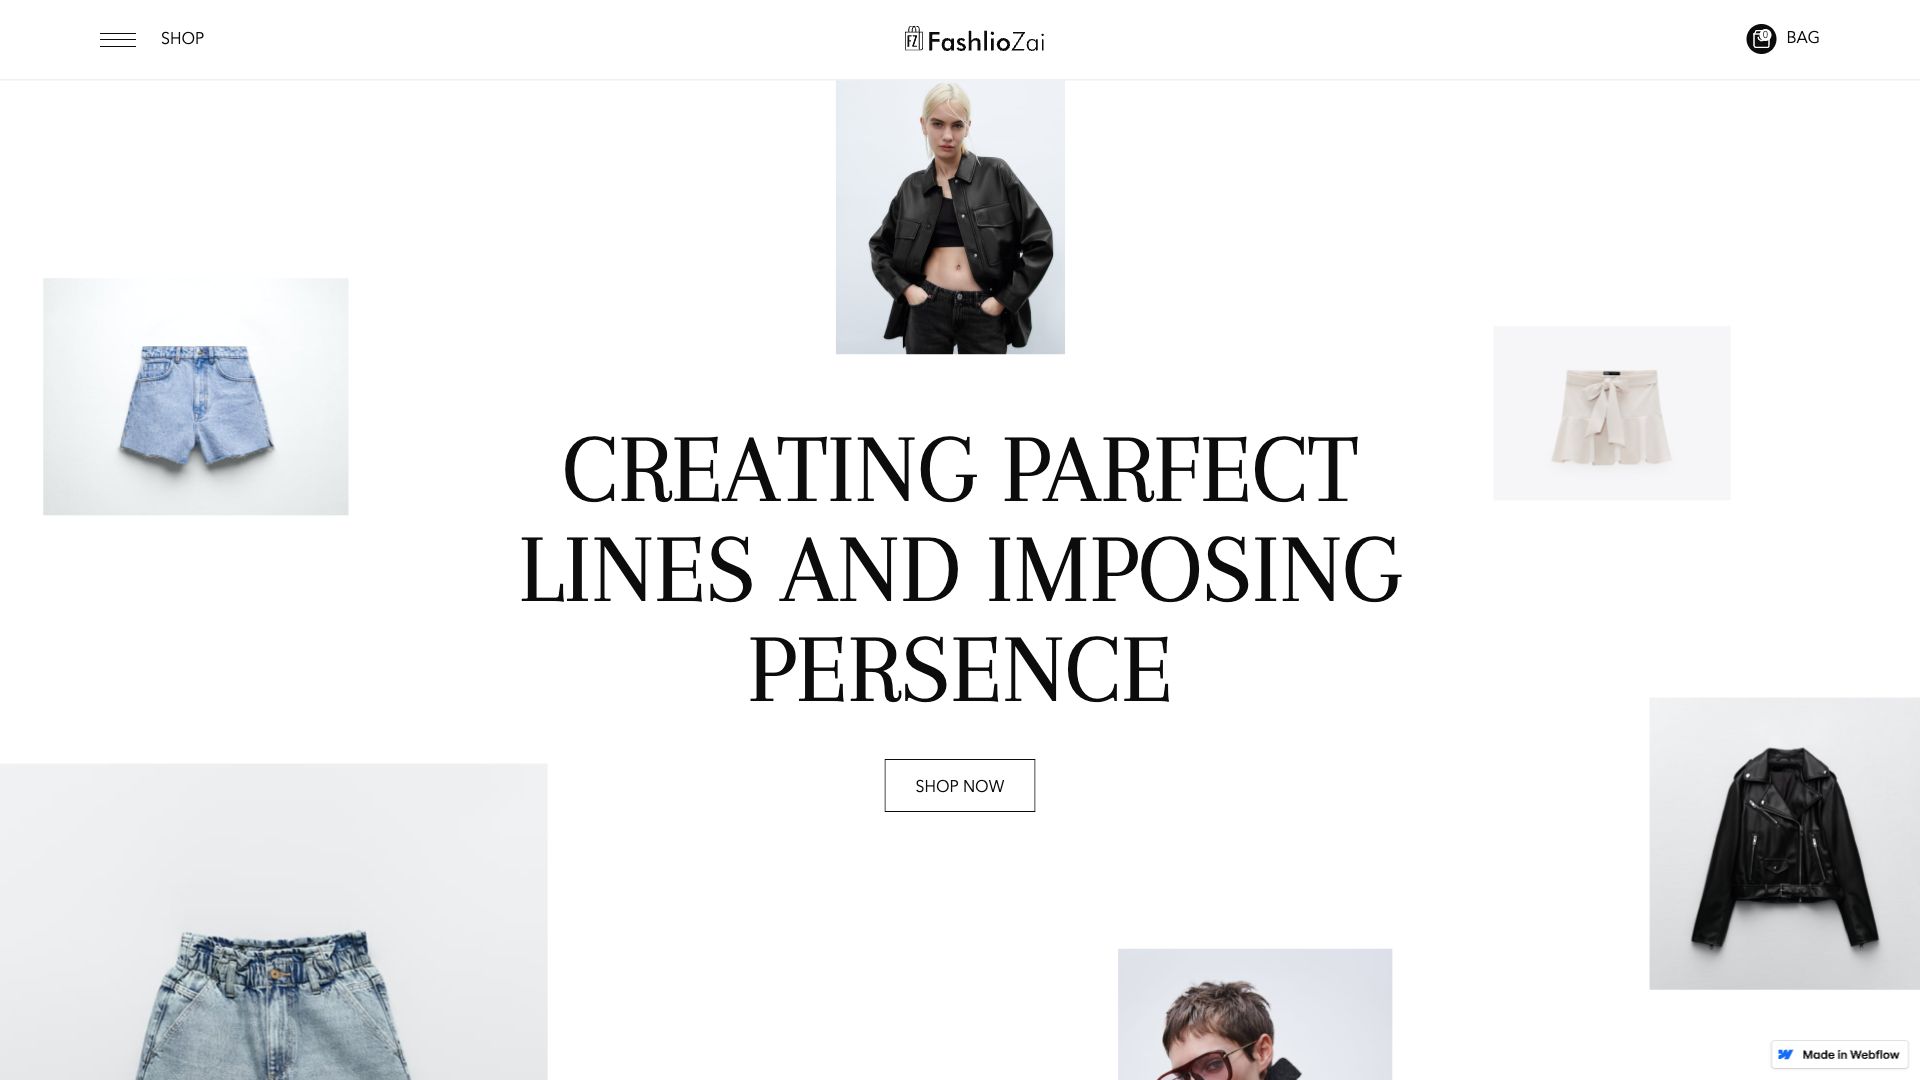 SHOP
FZ FashlioZai
0 BAG
CREATING PARFECT
LINES AND IMPOSING
PERSENCE
SHOP NOW
Made in Webflow